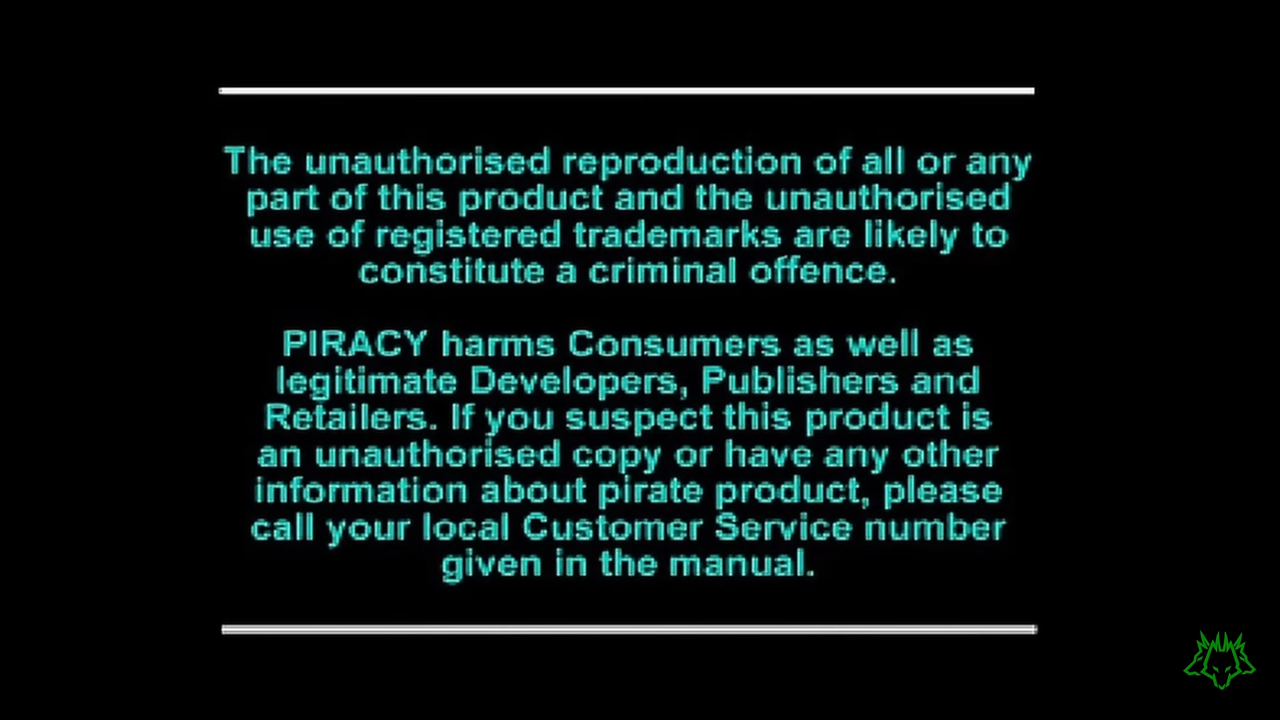 The unauthorised reproduction of all or any
part of this product and the unauthorised
use of registered trademarks are likely to
constitute a criminal offence.
PIRACY harms Consumers as well as
legitimate Developers, Publishers and
Retailers. If you suspect this product is
an unauthorised copy or have any other
information about pirate product, please
call your local Customer Service number
given in the manual.